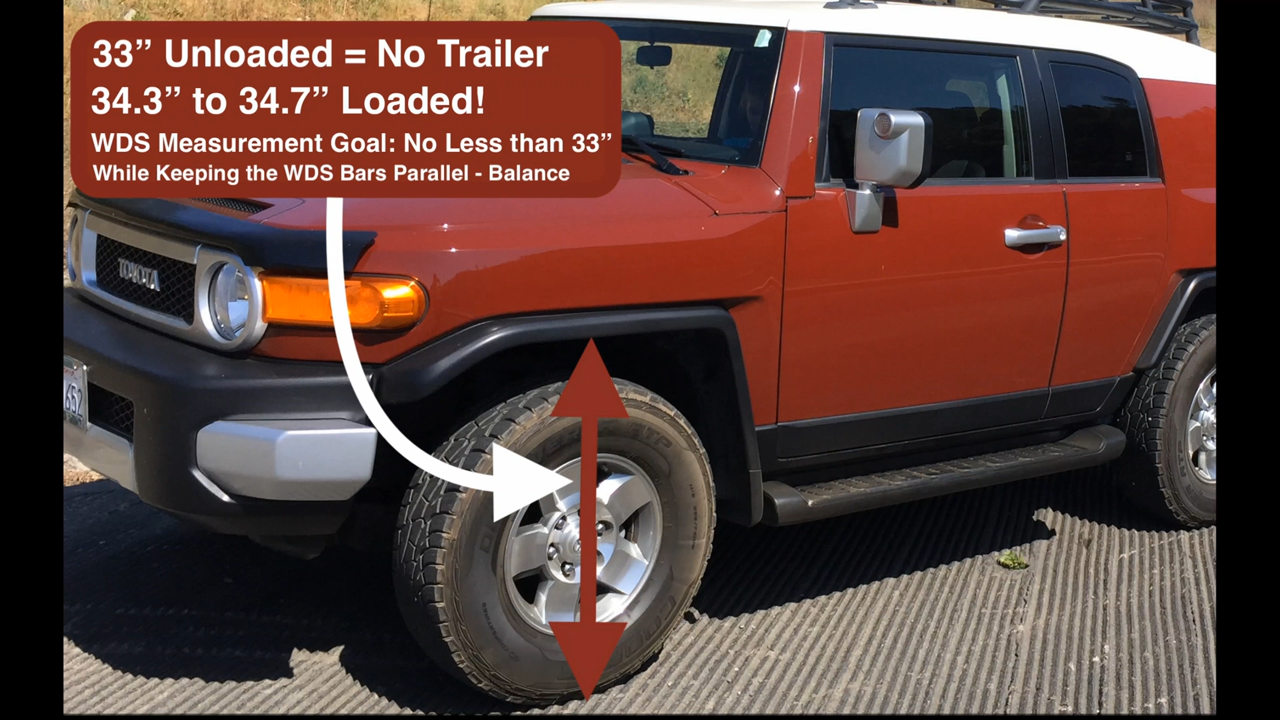 33” Unloaded = No Trailer
34.3” to 34.7” Loaded!
WDS Measurement Goal: No Less than 33”
While Keeping the WDS Bars Parallel - Balance
TOYOTA
652